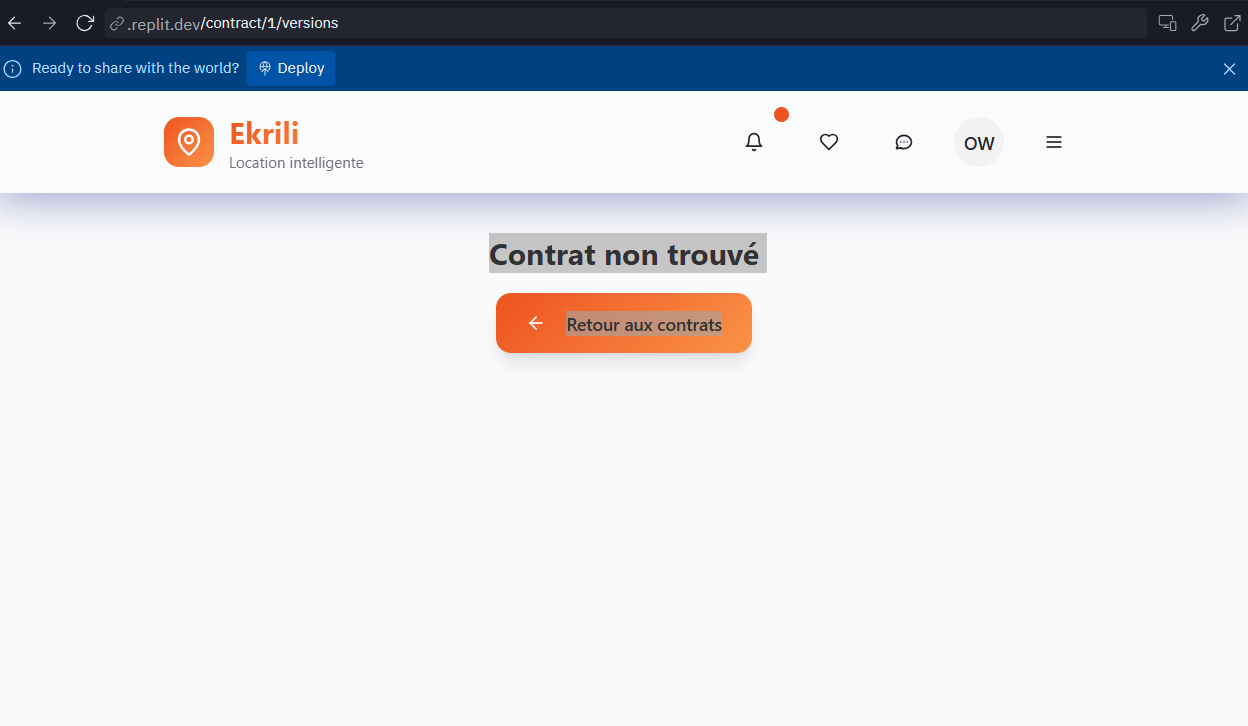 .replit.dev/contract/1/versions
Ready to share with the world? Deploy
Ekrili
Location intelligente
OW
Contrat non trouvé
Retour aux contrats